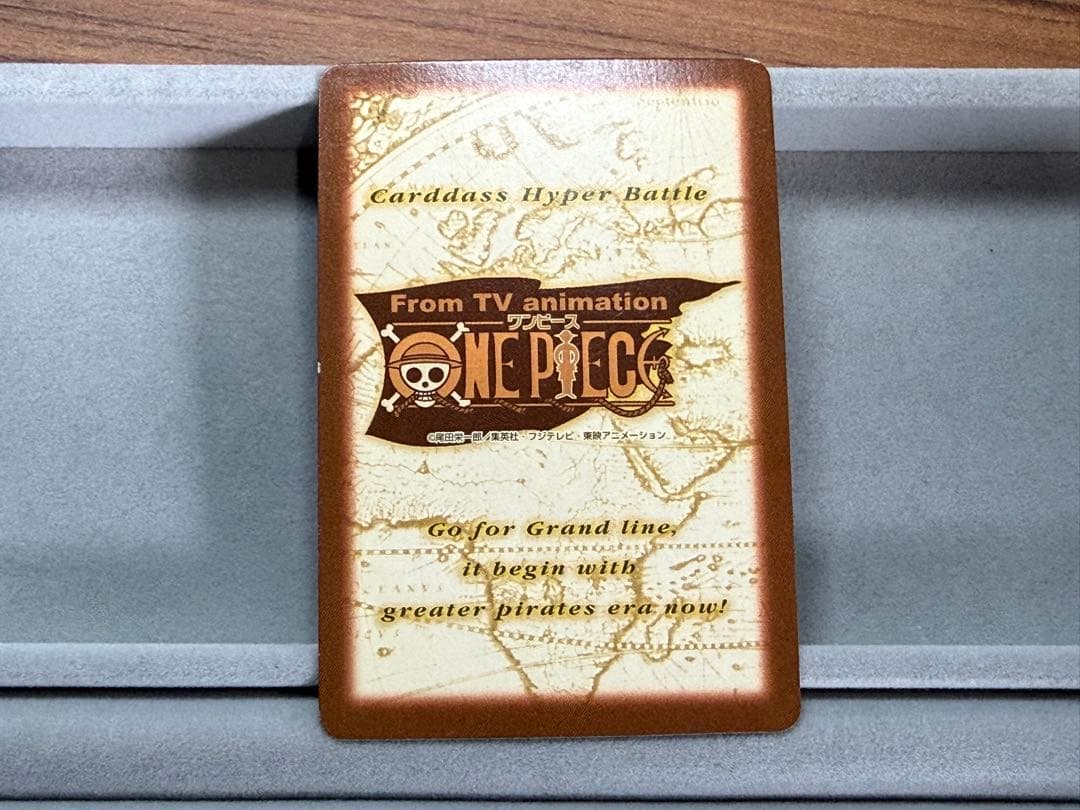 Septentrio
Carddass Hyper Battle
From TV animation
ワンピース
ONE PIECE
©尾田栄一郎／集英社・フジテレビ・東映アニメーション
Go for Grand line,
it begin with
greater pirates era now!